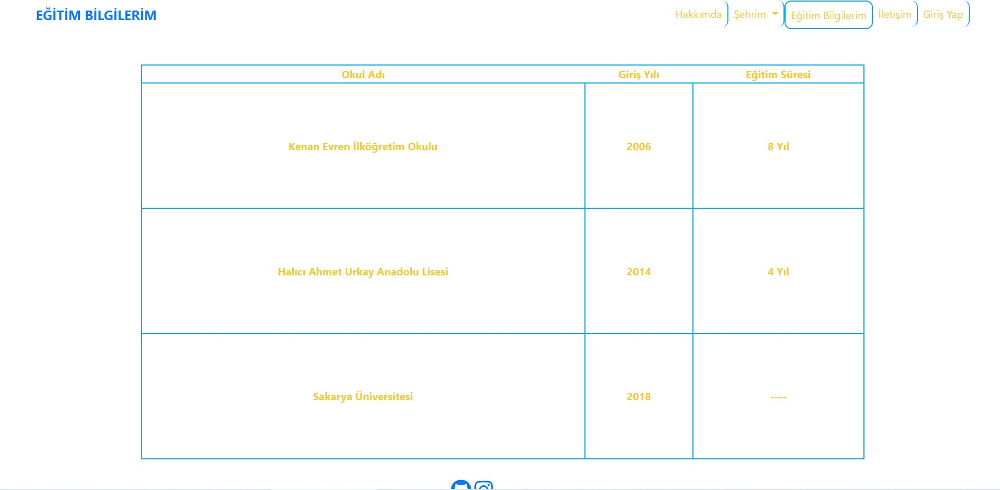 EĞİTİM BİLGİLERİM
Hakkımda Şehrim Eğitim Bilgilerim İletişim Giriş Yap
Okul Adı Giriş Yılı Eğitim Süresi
Kenan Evren İlköğretim Okulu 2006 8 Yıl
Halıcı Ahmet Urkay Anadolu Lisesi 2014 4 Yıl
Sakarya Üniversitesi 2018 ----